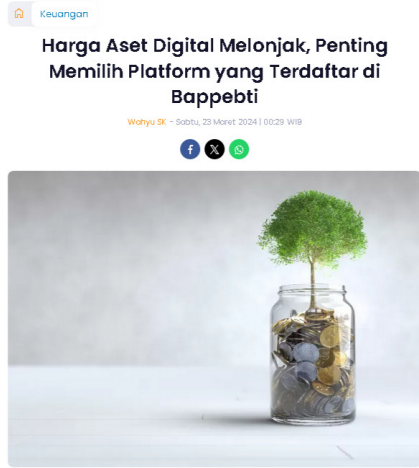 Keuangan
Harga Aset Digital Melonjak, Penting
Memilih Platform yang Terdaftar di
Bappebti
Wahyu SK - Sabtu, 23 Maret 2024 | 00:29 WIB